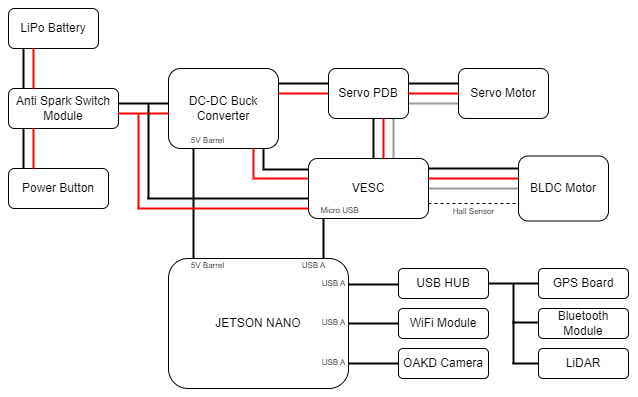 LiPo Battery
Anti Spark Switch
Module
Power Button
DC-DC Buck
Converter
5V Barrel
Servo PDB
Servo Motor
VESC
Micro USB
BLDC Motor
Hall Sensor
5V Barrel
USB A
JETSON NANO
USB A
USB A
USB A
USB HUB
WiFi Module
OAKD Camera
GPS Board
Bluetooth
Module
LiDAR